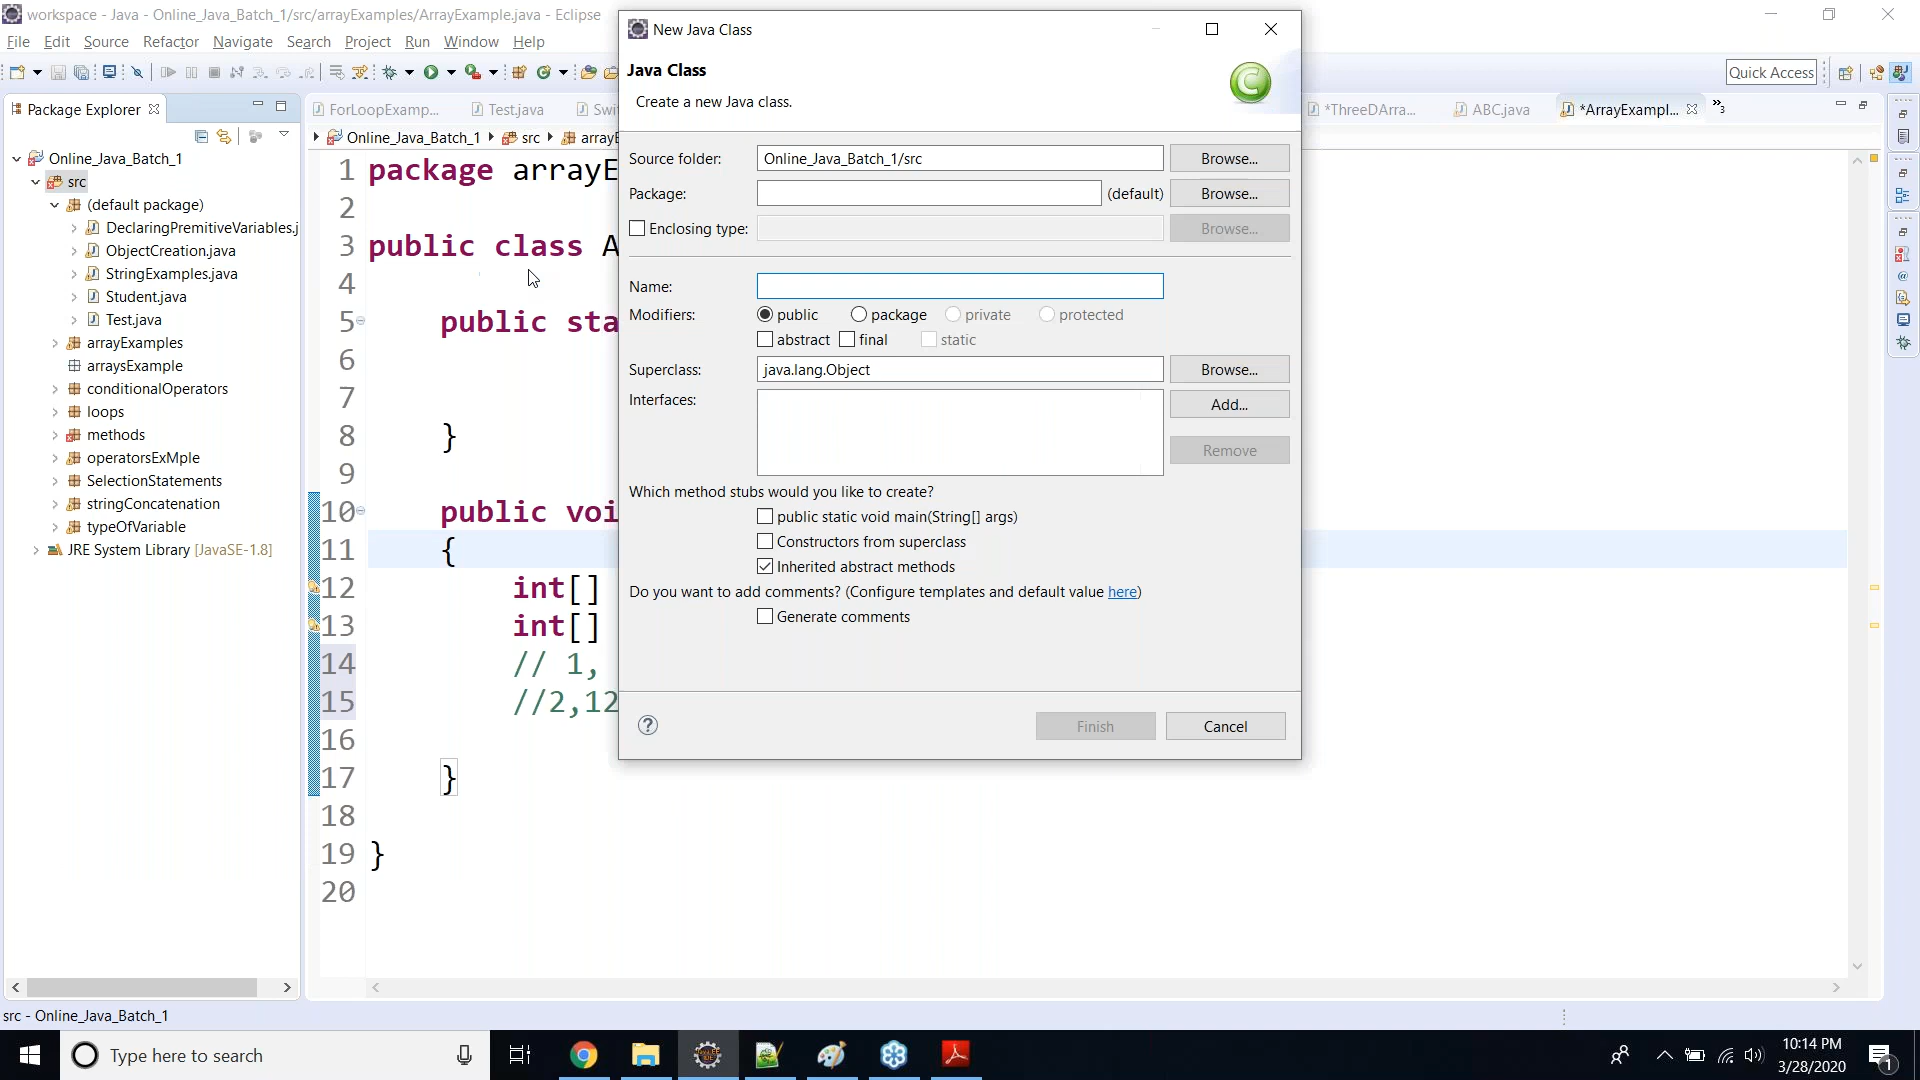 workspace - Java - Online_Java_Batch_1/src/arrayExamples/ArrayExample.java - Eclipse
File Edit Source Refactor Navigate Search Project Run Window Help
Quick Access
Package Explorer
ForLoopExamp... Test.java Swi *ThreeDArra... ABC.java *ArrayExampl... »3
Online_Java_Batch_1 src arrayE
Online_Java_Batch_1
src
(default package)
DeclaringPremitiveVariables.j
ObjectCreation.java
StringExamples.java
Student.java
Test.java
arrayExamples
arraysExample
conditionalOperators
loops
methods
operatorsExMple
SelectionStatements
stringConcatenation
typeOfVariable
JRE System Library [JavaSE-1.8]
1 package arrayE
2
3 public class A
4
5 public sta
6
7
8 }
9
10 public voi
11 {
12 int[]
13 int[]
14 // 1,
15 //2,12
16
17 }
18
19 }
20
New Java Class
Java Class
Create a new Java class.
Source folder: Online_Java_Batch_1/src Browse...
Package: (default) Browse...
Enclosing type: Browse...
Name:
Modifiers: public package private protected
abstract final static
Superclass: java.lang.Object Browse...
Interfaces: Add...
Remove
Which method stubs would you like to create?
public static void main(String[] args)
Constructors from superclass
Inherited abstract methods
Do you want to add comments? (Configure templates and default value here)
Generate comments
? Finish Cancel
src - Online_Java_Batch_1
Type here to search
10:14 PM
3/28/2020
1